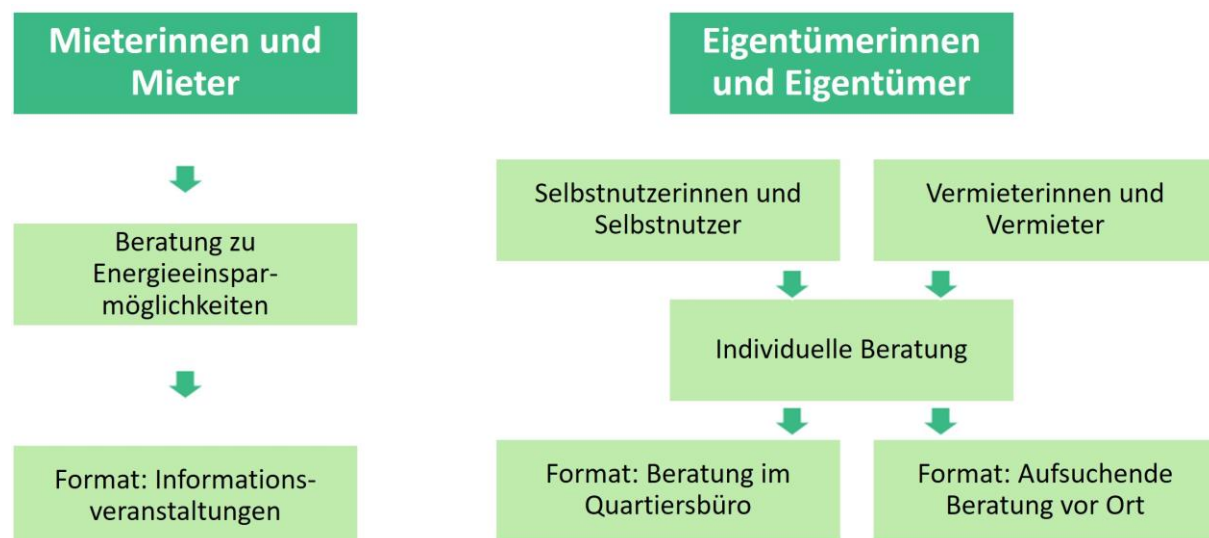 Mieterinnen und
Mieter
Beratung zu
Energieeinspar-
möglichkeiten
Format: Informations-
veranstaltungen
Eigentümerinnen
und Eigentümer
Selbstnutzerinnen und
Selbstnutzer
Vermieterinnen und
Vermieter
Individuelle Beratung
Format: Beratung im
Quartiersbüro
Format: Aufsuchende
Beratung vor Ort